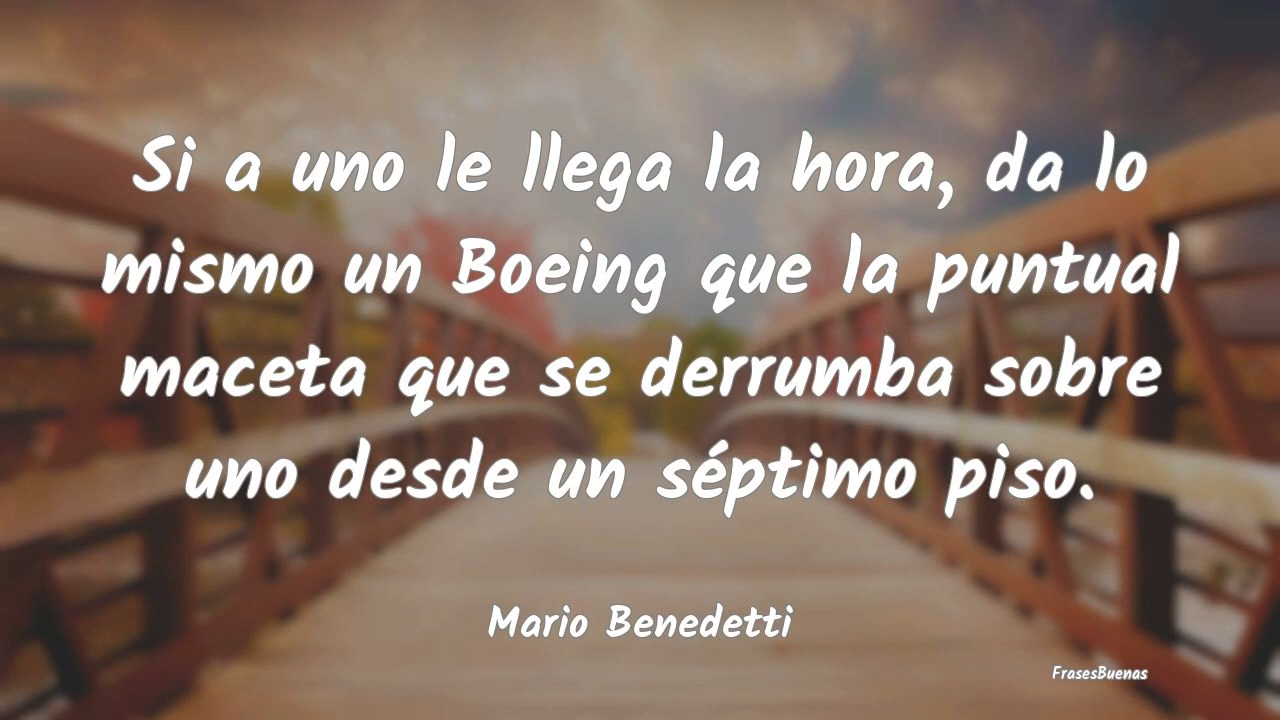 Si a uno le llega la hora, da lo
mismo un Boeing que la puntual
maceta que se derrumba sobre
uno desde un séptimo piso.
Mario Benedetti
FrasesBuenas